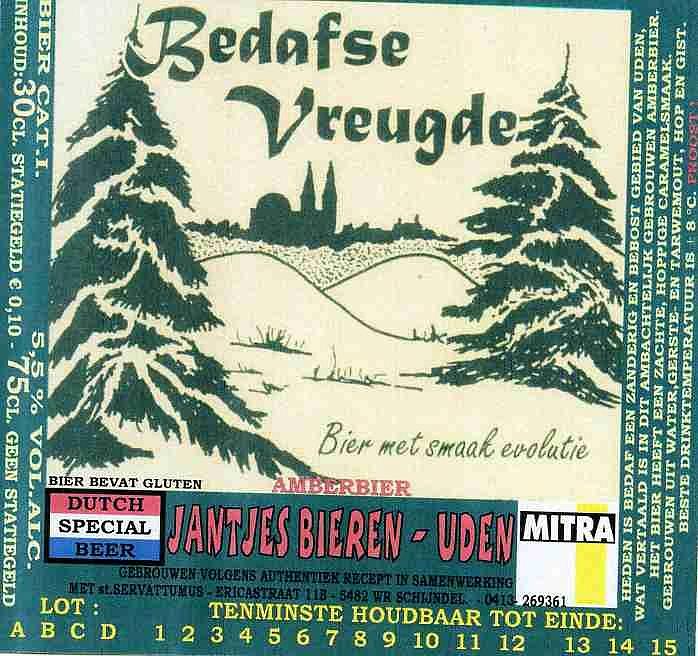 Bedafse
Vreugde
Bier met smaak evolutie
BIER CAT.I.
5,5% VOL.ALC.
INHOUD:30CL, STATIEGELD € 0,10 - 75CL, GEEN STATIEGELD
HEDEN IS BEDAF EEN ZANDERIG EN BEBOST GEBIED VAN UDEN,
WAT VERTAALD IS IN DIT AMBACHTELIJK GEBROUWEN AMBERBIER.
HET BIER HEEFT EEN ZACHTE, HOPPIGE CARAMELSMAAK.
GEBROUWEN UIT WATER,GERSTE- EN TARWEMOUT, HOP EN GIST.
BESTE DRINKTEMPRATUUR IS 8 °C. PROOST
BIER BEVAT GLUTEN
AMBERBIER
DUTCH
SPECIAL
BEER
JANTJES BIEREN - UDEN
MITRA
GEBROUWEN VOLGENS AUTHENTIEK RECEPT IN SAMENWERKING
MET st.SERVATTUMUS - ERICASTRAAT 118 - 5482 WR SCHIJNDEL. - 0413- 269361
LOT : TENMINSTE HOUDBAAR TOT EINDE:
A B C D 1 2 3 4 5 6 7 8 9 10 11 12 13 14 15